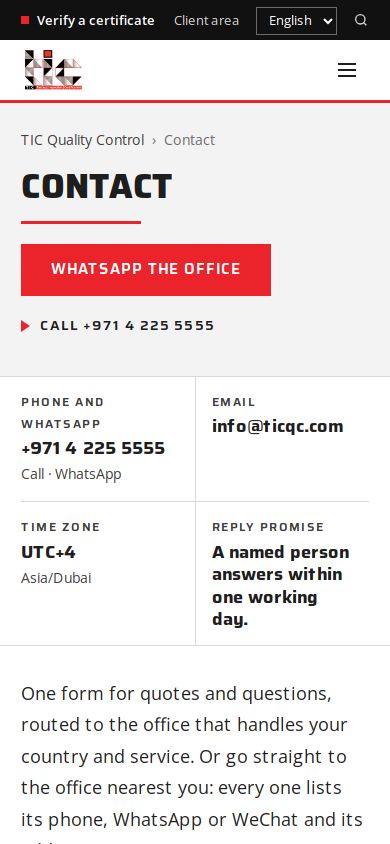 Verify a certificate Client area English
tic
CONTACT
TIC Quality Control › Contact
WHATSAPP THE OFFICE
CALL +971 4 225 5555
PHONE AND
WHATSAPP
+971 4 225 5555
Call · WhatsApp
EMAIL
info@ticqc.com
TIME ZONE
UTC+4
Asia/Dubai
REPLY PROMISE
A named person
answers within
one working
day.
One form for quotes and questions,
routed to the office that handles your
country and service. Or go straight to
the office nearest you: every one lists
its phone, WhatsApp or WeChat and its